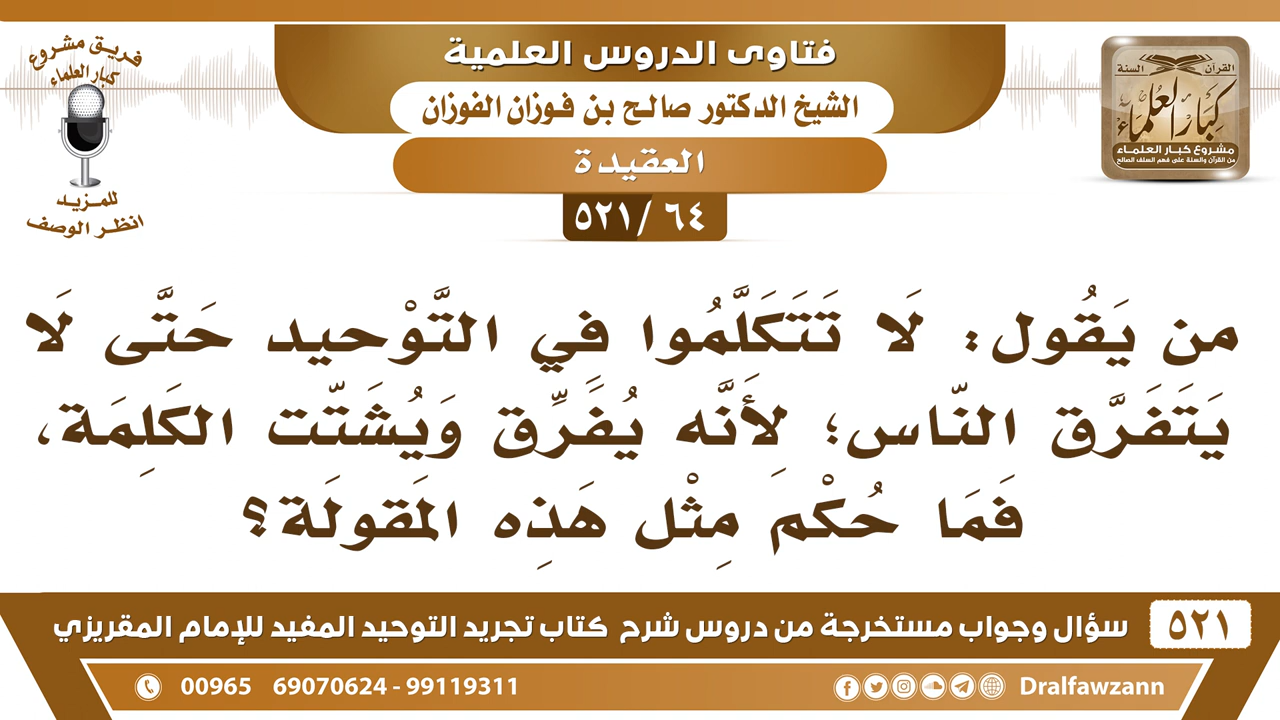 فتاوى الدروس العلمية
الشيخ الدكتور صالح بن فوزان الفوزان
العقيدة
٦٤ / ٥٢١
فريق مشروع
كبار العلماء
للمزيد
انظر الوصف
القرآن السنة
كبار العلماء
مشروع كبار العلماء
من القرآن والسنة على فهم السلف الصالح
من يَقُول: لَا تَتَكَلَّمُوا في التَّوْحيد حَتَّى لَا
يَتَفَرَّق النّاس؛ لِأَنَّه يُفَرِّق وَيُشَتّت الكَلِمَة،
فَمَا حُكْم مِثْل هَذِه المَقولَة؟
٥٢١ سؤال وجواب مستخرجة من دروس شرح كتاب تجريد التوحيد المفيد للإمام المقريزي
00965 69070624 - 99119311
Dralfawzann